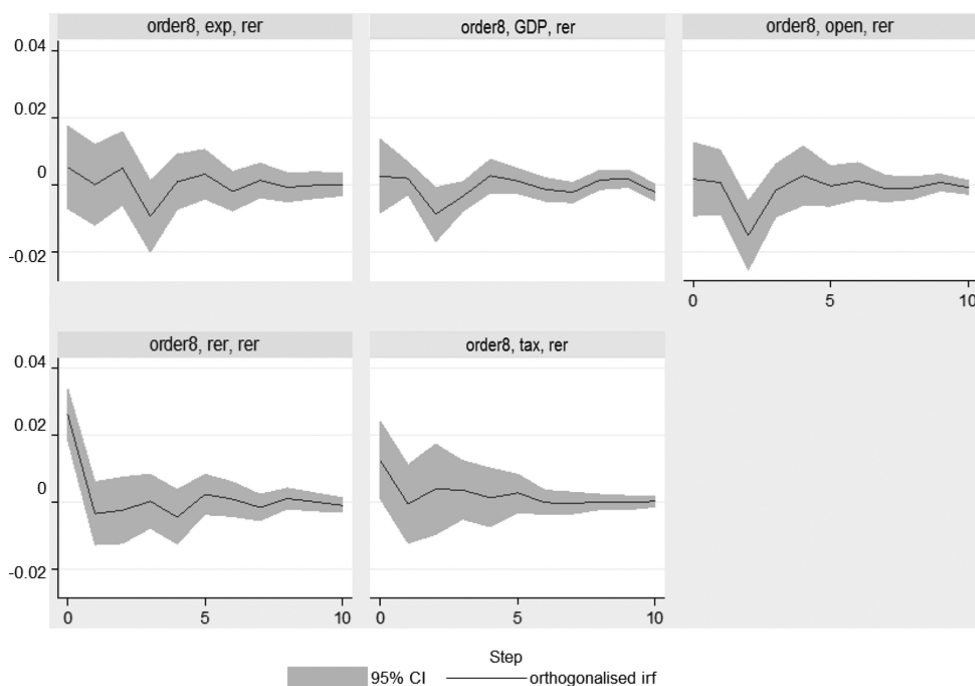 order8, exp, rer
order8, GDP, rer
order8, open, rer
0.04
0.02
0
-0.02
0 5 10
order8, rer, rer
order8, tax, rer
0.04
0.02
0
-0.02
0 5 10
0 5 10
Step
95% CI
orthogonalised irf